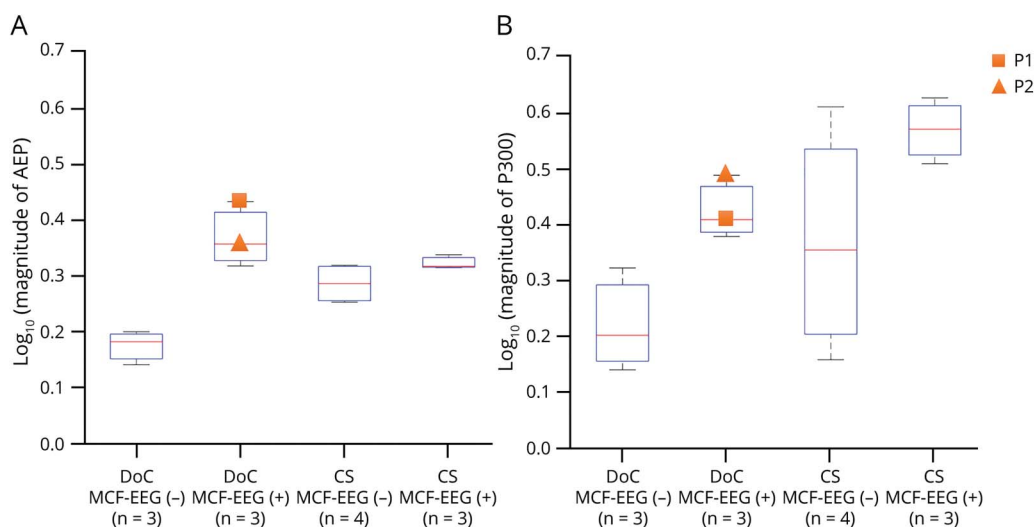 A
Log10 (magnitude of AEP)
0.7
0.6
0.5
0.4
0.3
0.2
0.1
0.0
DoC
MCF-EEG (−)
(n = 3)
DoC
MCF-EEG (+)
(n = 3)
CS
MCF-EEG (−)
(n = 4)
CS
MCF-EEG (+)
(n = 3)
B
Log10 (magnitude of P300)
0.7
0.6
0.5
0.4
0.3
0.2
0.1
0.0
DoC
MCF-EEG (−)
(n = 3)
DoC
MCF-EEG (+)
(n = 3)
CS
MCF-EEG (−)
(n = 4)
CS
MCF-EEG (+)
(n = 3)
P1
P2